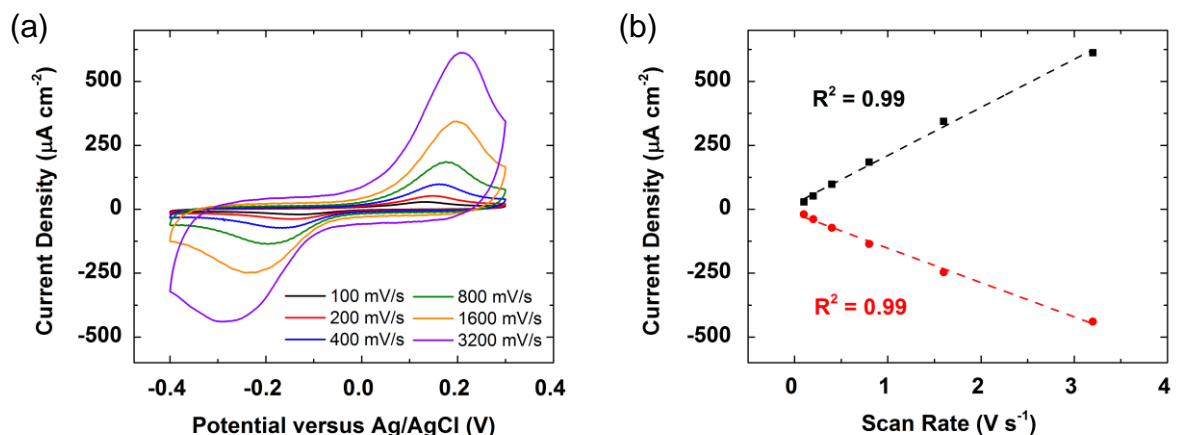 (a)
Current Density (μA cm⁻²)
500
250
0
-250
-500
100 mV/s
200 mV/s
400 mV/s
800 mV/s
1600 mV/s
3200 mV/s
-0.4
-0.2
0.0
0.2
0.4
Potential versus Ag/AgCl (V)
(b)
Current Density (μA cm⁻²)
500
250
0
-250
-500
R² = 0.99
R² = 0.99
0
1
2
3
4
Scan Rate (V s⁻¹)